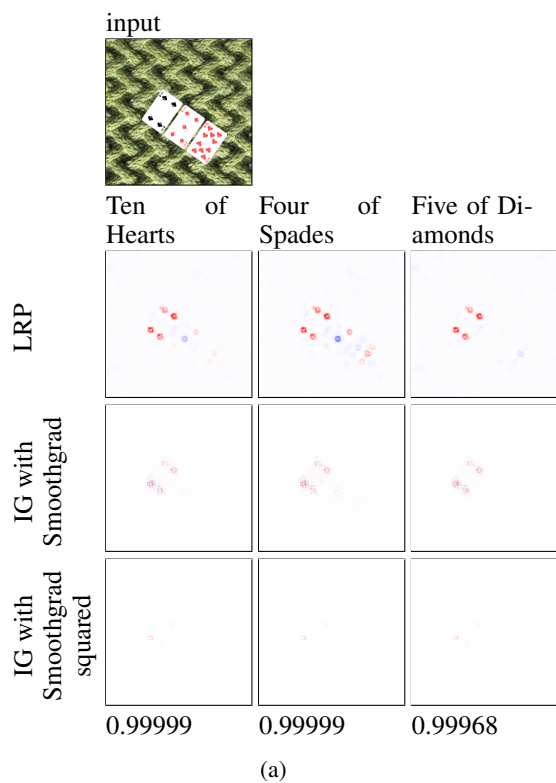 input
Ten of
Hearts
Four of
Spades
Five of Di-
amonds
LRP
IG with
Smoothgrad
IG with
Smoothgrad
squared
0.99999
0.99999
0.99968
(a)